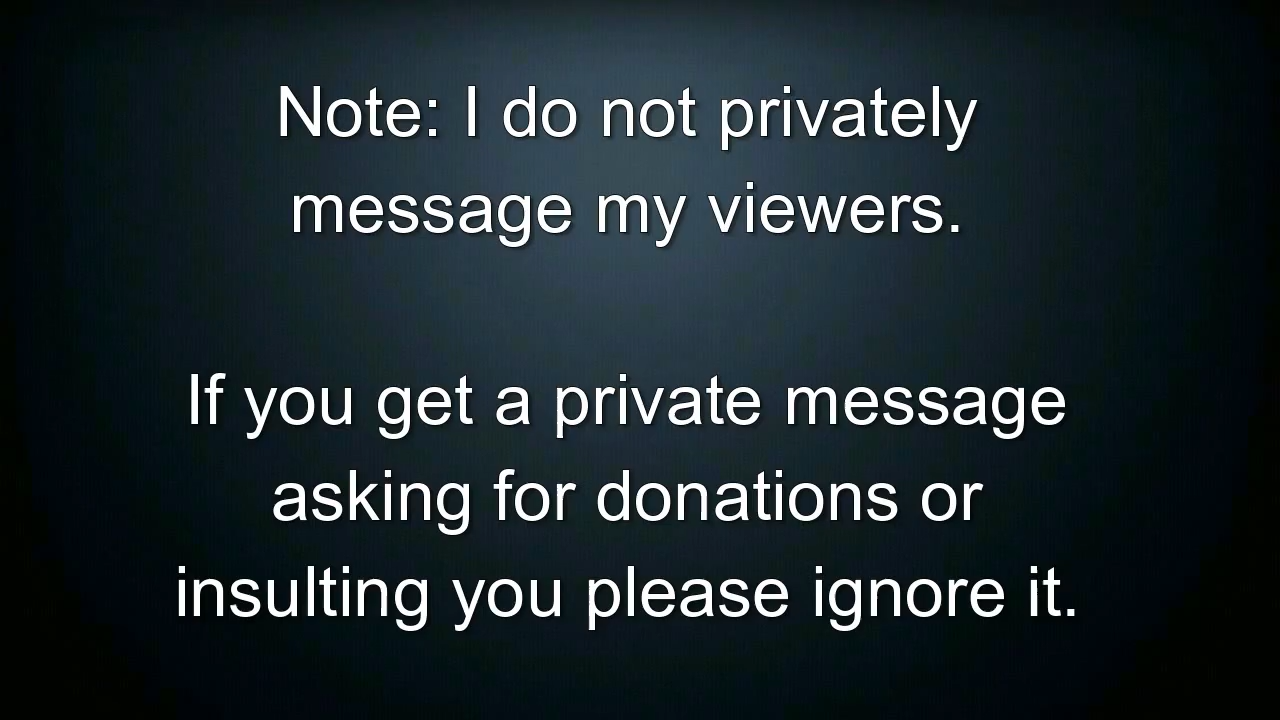 Note: I do not privately
message my viewers.
If you get a private message
asking for donations or
insulting you please ignore it.